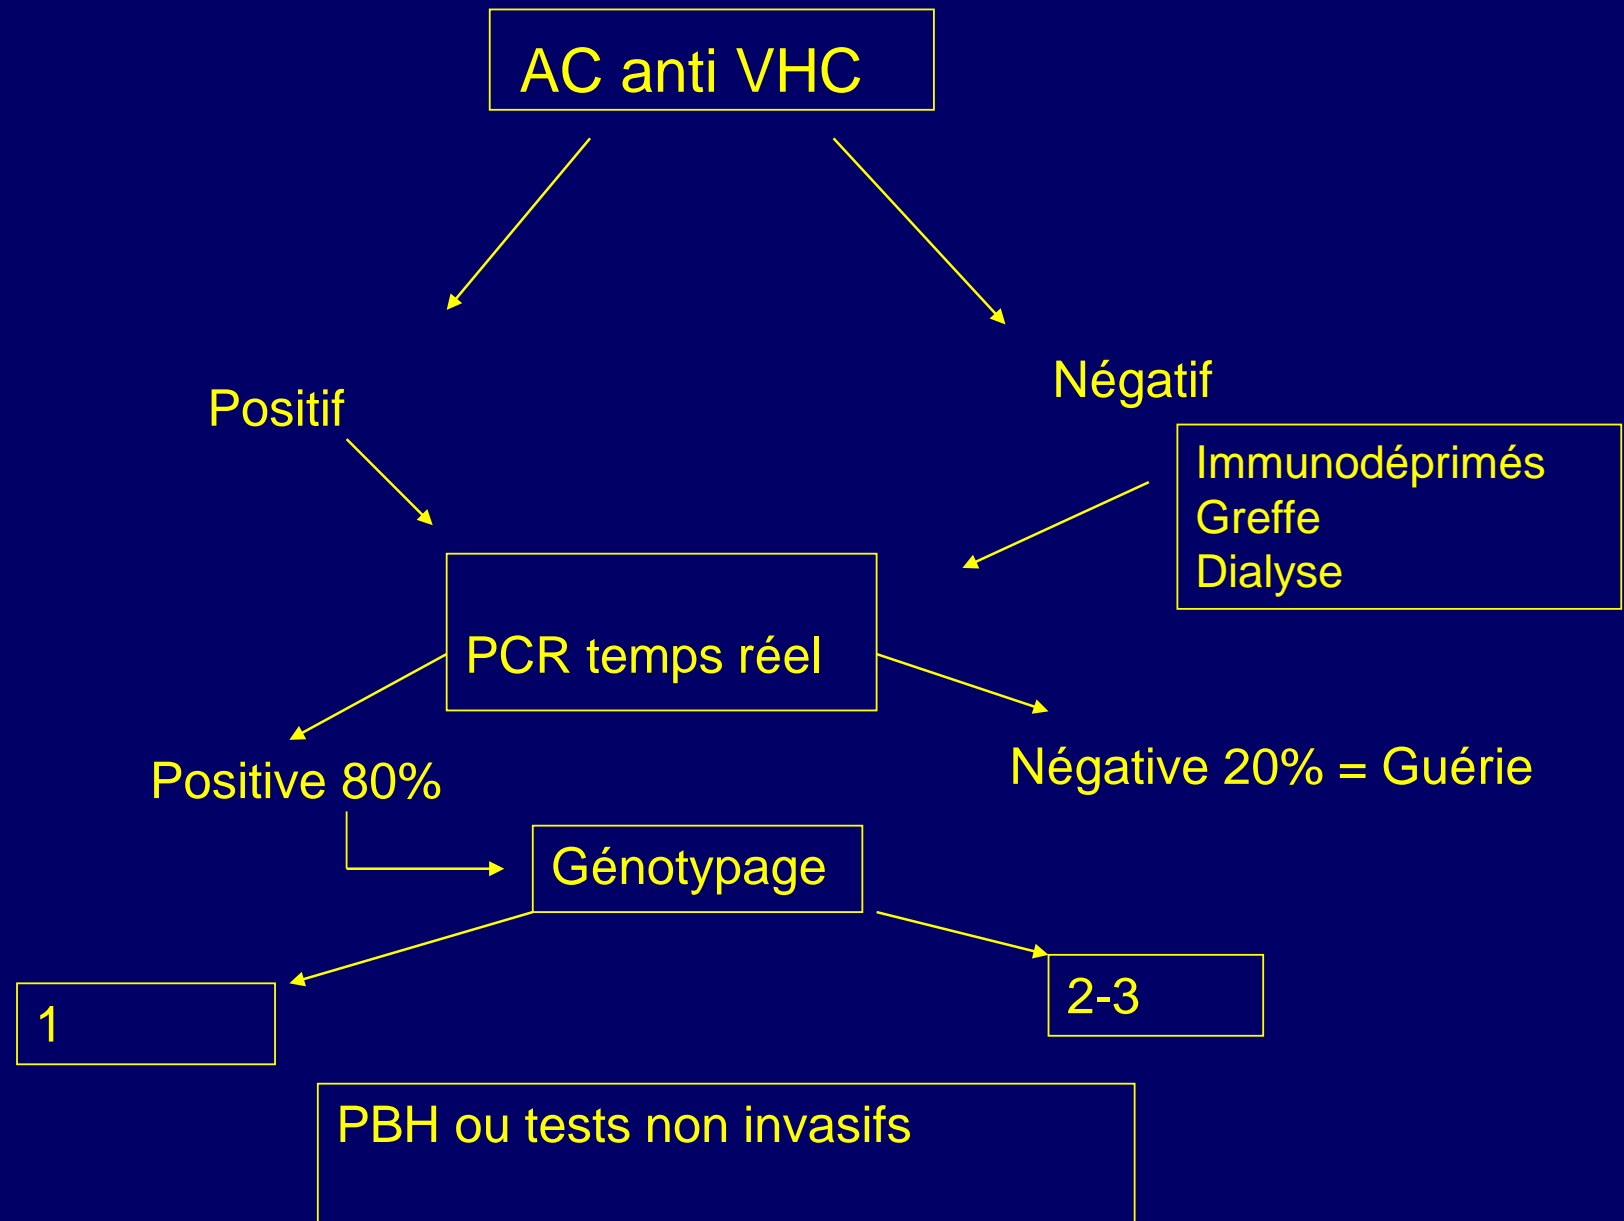 AC anti VHC
Positif
Négatif
Immunodéprimés
Greffe
Dialyse
PCR temps réel
Positive 80%
Négative 20% = Guérie
Génotypage
1
2-3
PBH ou tests non invasifs